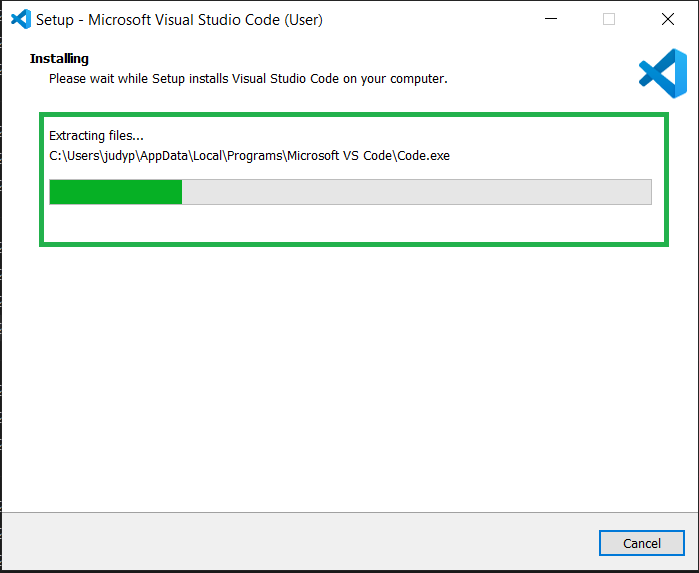 Setup - Microsoft Visual Studio Code (User)
Installing
Please wait while Setup installs Visual Studio Code on your computer.
Extracting files...
C:\Users\judyp\AppData\Local\Programs\Microsoft VS Code\Code.exe
Cancel